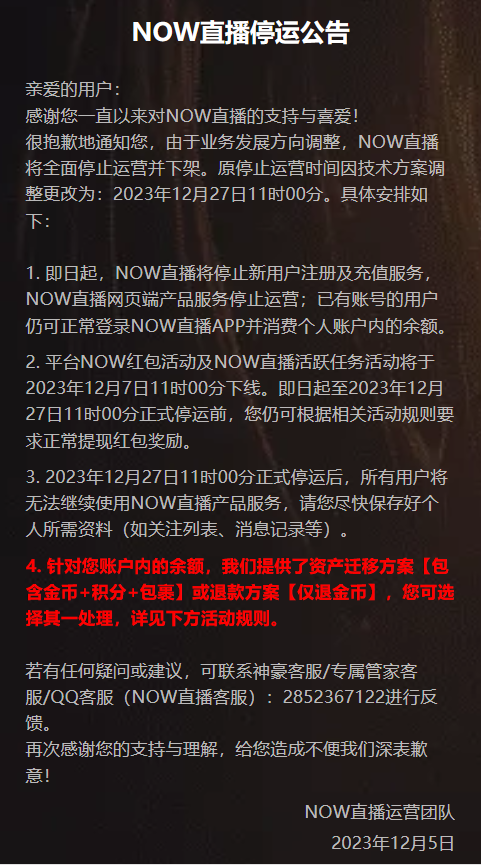 NOW直播停运公告
亲爱的用户：
感谢您一直以来对NOW直播的支持与喜爱！
很抱歉地通知您，由于业务发展方向调整，NOW直播
将全面停止运营并下架。原停止运营时间因技术方案调
整更改为：2023年12月27日11时00分。具体安排如
下：
1. 即日起，NOW直播将停止新用户注册及充值服务，
NOW直播网页端产品服务停止运营；已有账号的用户
仍可正常登录NOW直播APP并消费个人账户内的余额。
2. 平台NOW红包活动及NOW直播活跃任务活动将于
2023年12月7日11时00分下线。即日起至2023年12月
27日11时00分正式停运前，您仍可根据相关活动规则要
求正常提现红包奖励。
3. 2023年12月27日11时00分正式停运后，所有用户将
无法继续使用NOW直播产品服务，请您尽快保存好个
人所需资料（如关注列表、消息记录等）。
4. 针对您账户内的余额，我们提供了资产迁移方案【包
含金币+积分+包裹】或退款方案【仅退金币】，您可选
择其一处理，详见下方活动规则。
若有任何疑问或建议，可联系神豪客服/专属管家客
服/QQ客服（NOW直播客服）：2852367122进行反
馈。
再次感谢您的支持与理解，给您造成不便我们深表歉
意！
NOW直播运营团队
2023年12月5日